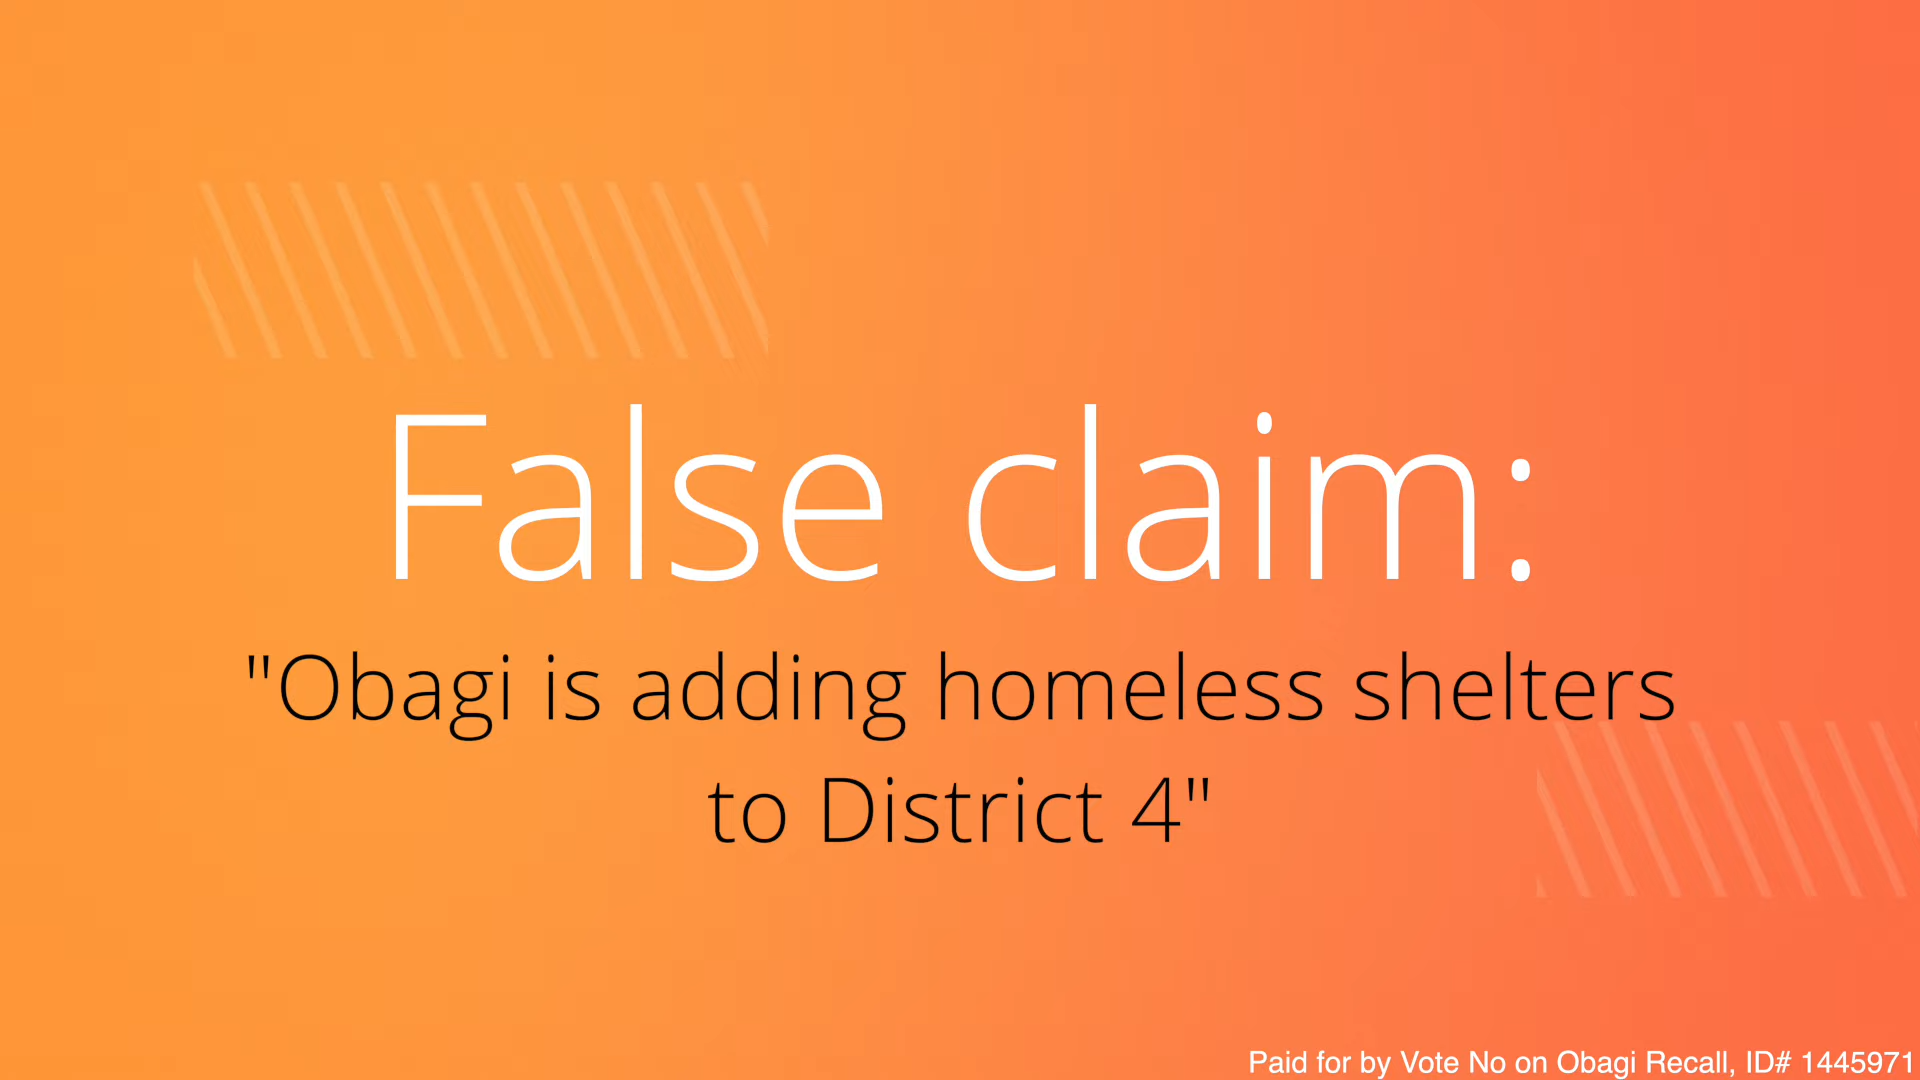 False claim:
"Obagi is adding homeless shelters
to District 4"
Paid for by Vote No on Obagi Recall, ID# 1445971